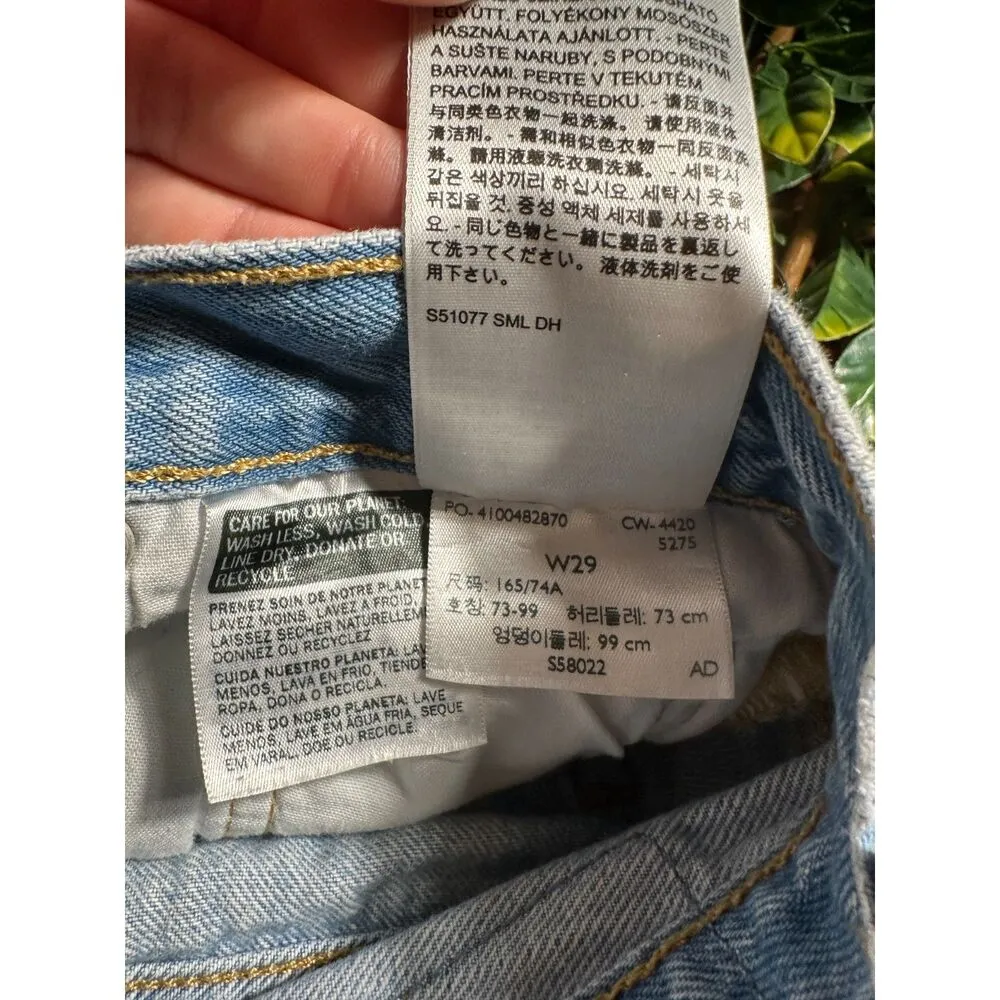 EGYÜTT. FOLYÉKONY MOSÓSZER
HASZNÁLATA AJÁNLOTT. - PERTE
A SUŠTE NARUBY, S PODOBNÝMI
BARVAMI. PERTE V TEKUTÉM
PRACÍM PROSTŘEDKU. - 请反面外
与同类色衣物一起洗涤。 请使用液体
清洁剂。 - 需和相似色衣物一同反面洗
滌。 請用液態洗衣劑洗滌。 - 세탁시
같은 색상끼리 하십시요. 세탁시 옷을
뒤집을 것. 중성 액체 세제를 사용하세
요. - 同じ色物と一緒に製品を裏返し
て洗ってください。 液体洗剤をご使
用下さい。
S51077 SML DH
CARE FOR OUR PLANET:
WASH LESS, WASH COLD
LINE DRY, DONATE OR
RECYCLE
PRENEZ SOIN DE NOTRE PLANET
LAVEZ MOINS, LAVEZ A FROID,
LAISSEZ SÉCHER NATURELLEM
DONNEZ OU RECYCLEZ
CUIDA NUESTRO PLANETA: LAV
MENOS, LAVA EN FRIO, TIENDE
ROPA, DONA O RECICLA.
CUIDE DO NOSSO PLANETA: LAVE
MENOS, LAVE EM ÁGUA FRIA, SEQUE
EM VARAL, DOE OU RECICLE.
PO- 4100482870 CW- 4420
5275
W29
尺码: 165/74A
호칭: 73-99 허리둘레: 73 cm
엉덩이둘레: 99 cm
S58022 AD